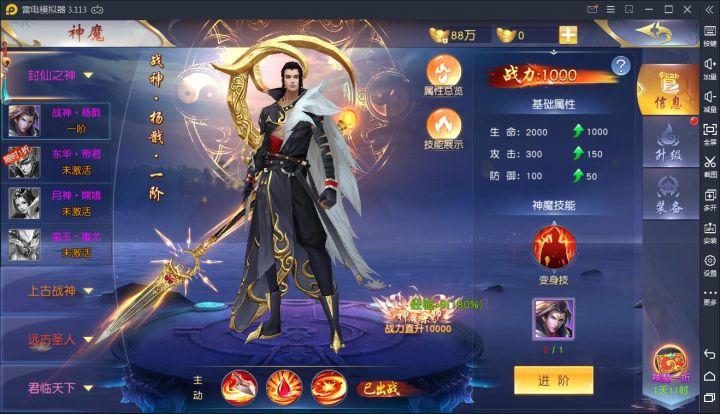 雷电模拟器 3.113
神魔
88万
0
封仙之神
战神·杨戬
一阶
限时1折
东华·帝君
未激活
月神·嫦娥
未激活
蛮王·蚩尤
未激活
上古战神
远古圣人
君临天下
战神·杨戬·一阶
属性总览
技能展示
战力:1000
?
基础属性
生命: 2000 1000
攻击: 300 150
防御: 100 50
神魔技能
变身技
0 / 1
进阶
战力直升10000
主动
已出战
信息
升级
装备
神魔一折
1天11时
按键
加量
减量
全屏
截图
多开
安装
设置
更多